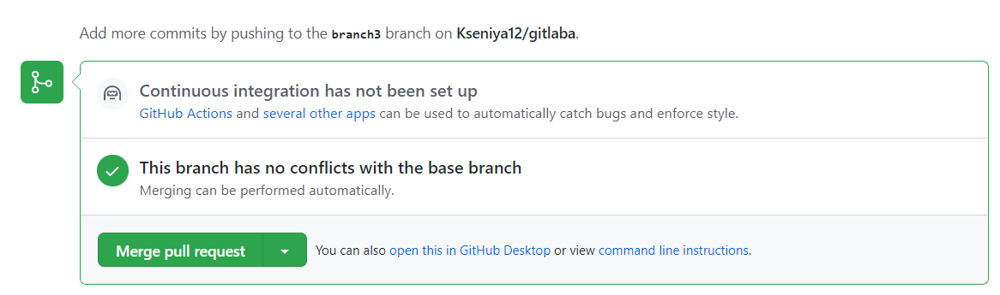 Add more commits by pushing to the branch3 branch on Kseniya12/gitlaba.
Continuous integration has not been set up
GitHub Actions and several other apps can be used to automatically catch bugs and enforce style.
This branch has no conflicts with the base branch
Merging can be performed automatically.
Merge pull request You can also open this in GitHub Desktop or view command line instructions.